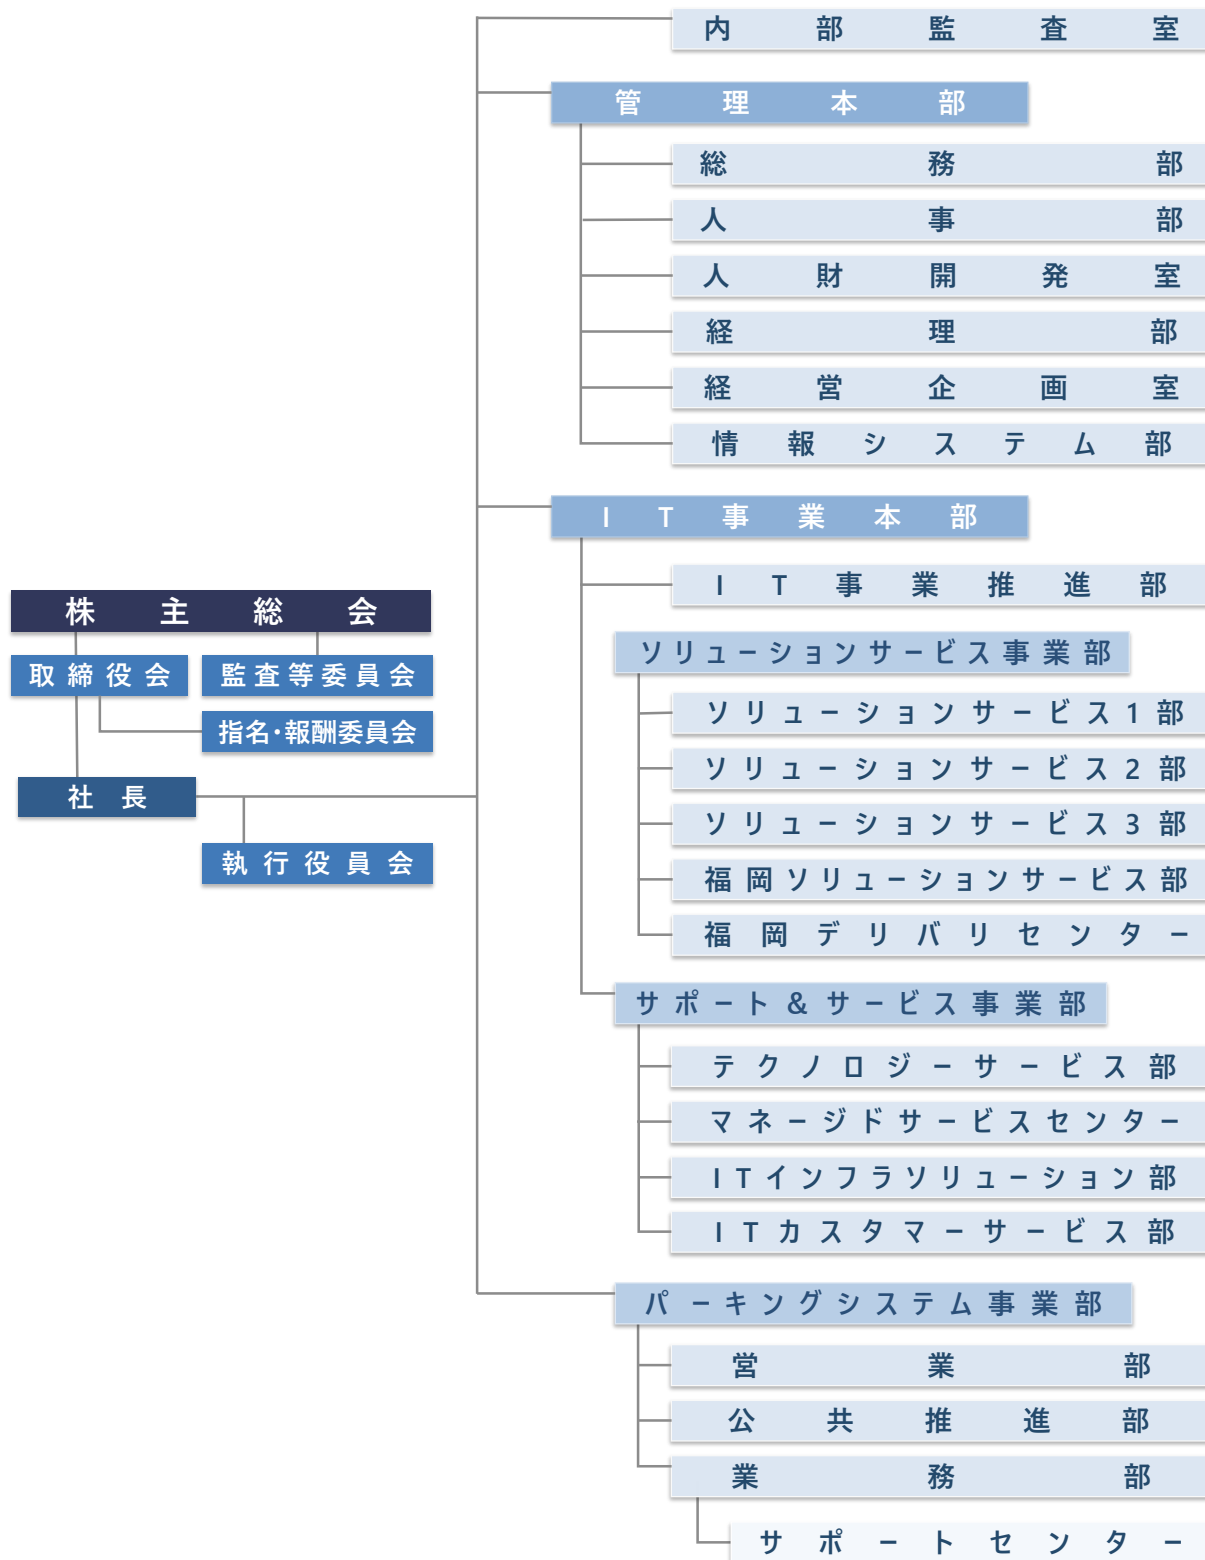 内部監査室
管理本部
総務部
人事部
人財開発室
経理部
経営企画室
情報システム部
IT事業本部
IT事業推進部
株主総会
取締役会
監査等委員会
指名・報酬委員会
社長
執行役員会
ソリューションサービス事業部
ソリューションサービス1部
ソリューションサービス2部
ソリューションサービス3部
福岡ソリューションサービス部
福岡デリバリセンター
サポート&サービス事業部
テクノロジーサービス部
マネージドサービスセンター
ITインフラソリューション部
ITカスタマーサービス部
パーキングシステム事業部
営業部
公共推進部
業務部
サポートセンター